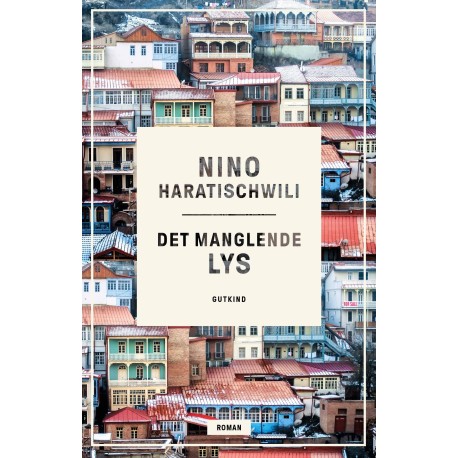 NINO
HARATISCHWILI
DET MANGLENDE
LYS
GUTKIND
ROMAN